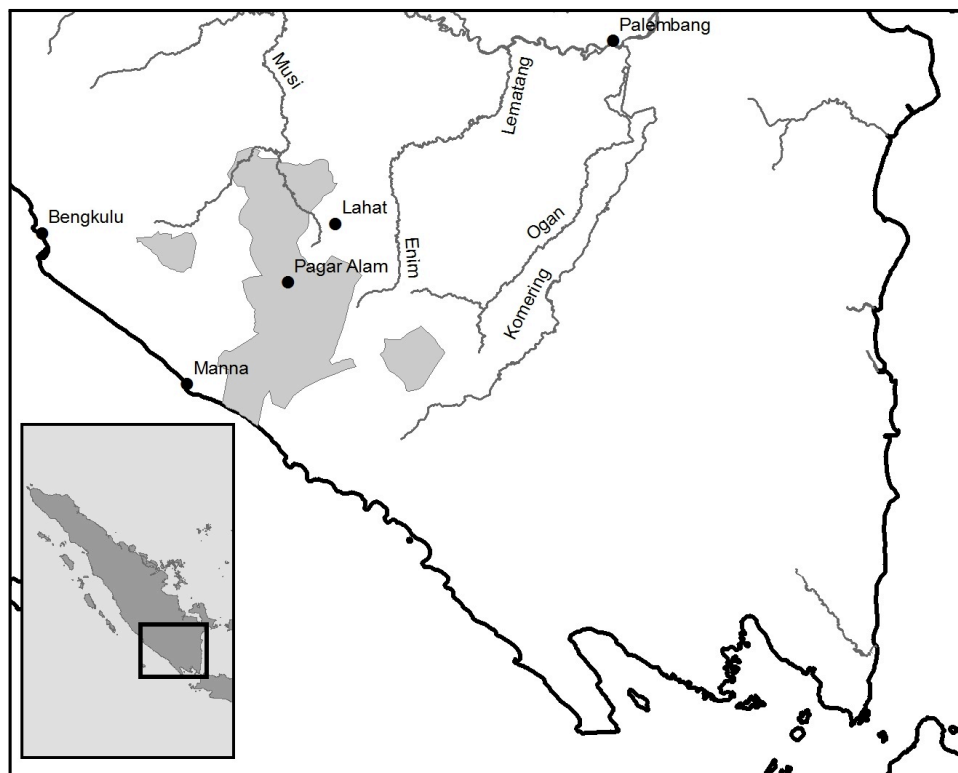 Palembang
Musi
Lematang
Bengkulu
Lahat
Ogan
Enim
Pagar Alam
Komering
Manna